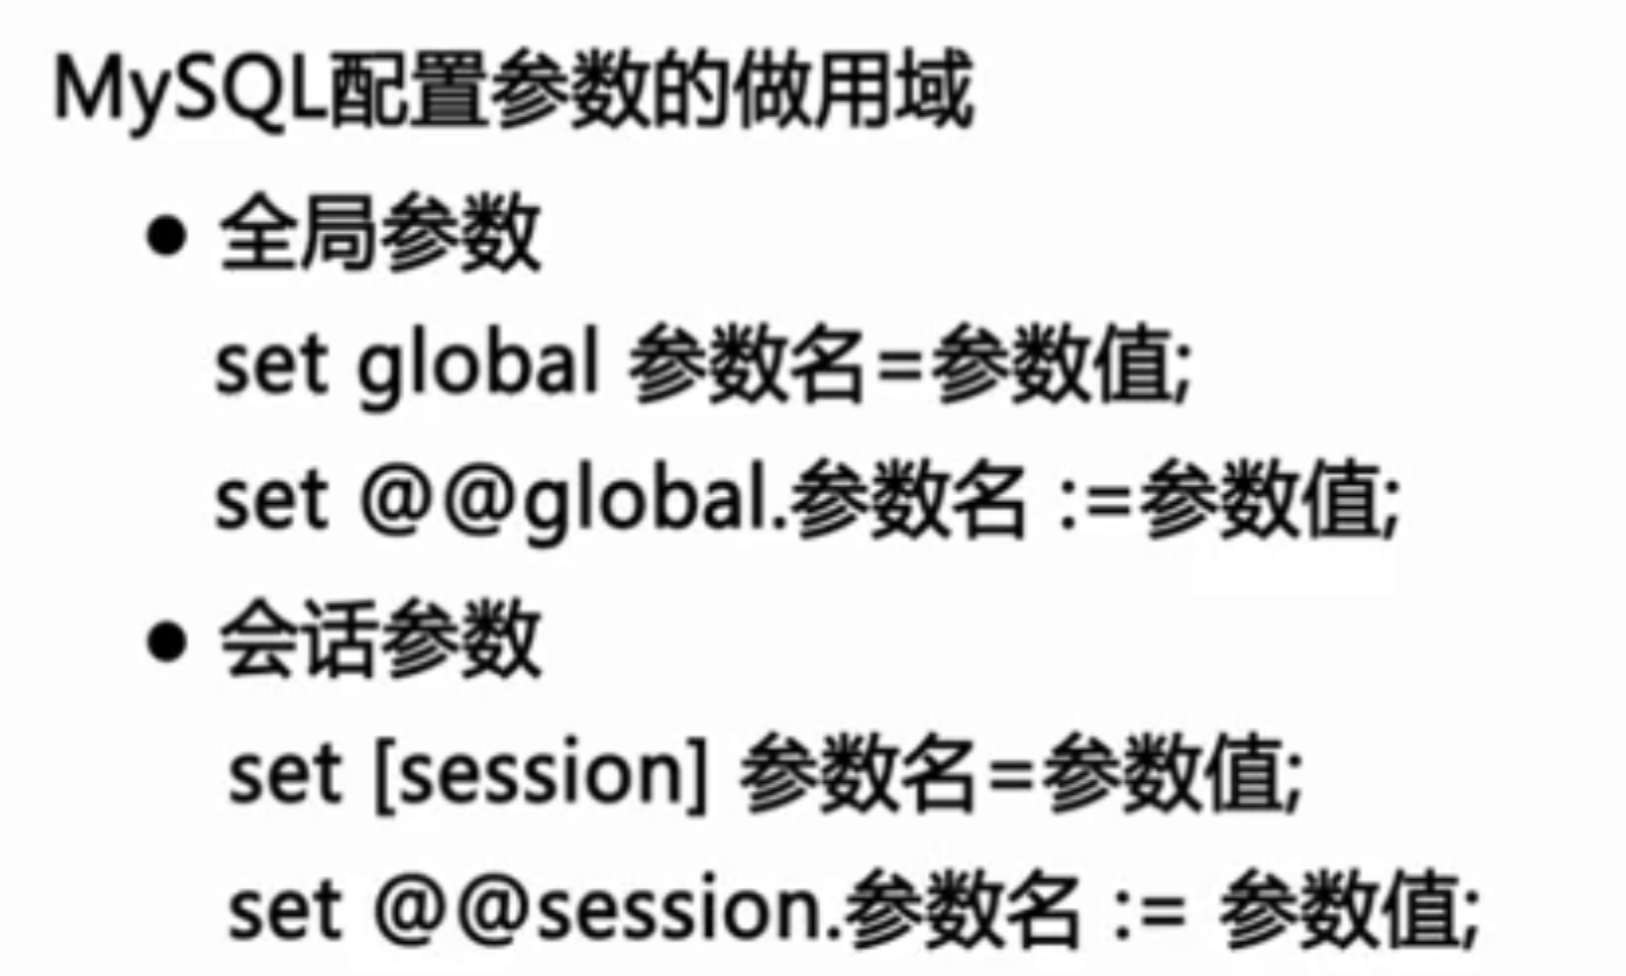 MySQL配置参数的做用域
● 全局参数
set global 参数名=参数值;
set @@global.参数名 :=参数值;
● 会话参数
set [session] 参数名=参数值;
set @@session.参数名 := 参数值;